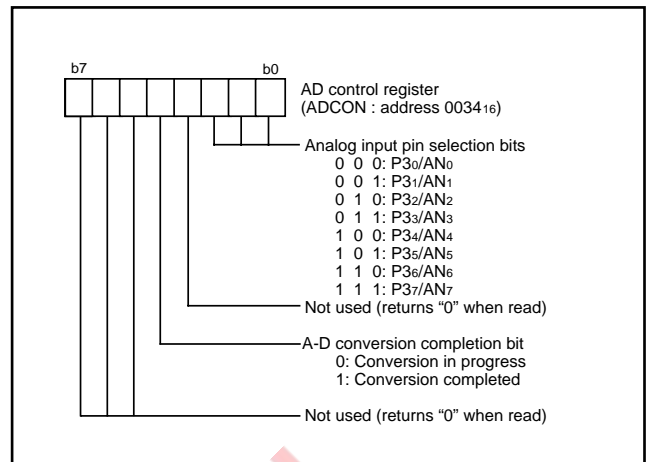 b7 b0
AD control register
(ADCON : address 0034₁₆)
Analog input pin selection bits
0 0 0: P3₀/AN₀
0 0 1: P3₁/AN₁
0 1 0: P3₂/AN₂
0 1 1: P3₃/AN₃
1 0 0: P3₄/AN₄
1 0 1: P3₅/AN₅
1 1 0: P3₆/AN₆
1 1 1: P3₇/AN₇
Not used (returns “0” when read)
A-D conversion completion bit
0: Conversion in progress
1: Conversion completed
Not used (returns “0” when read)